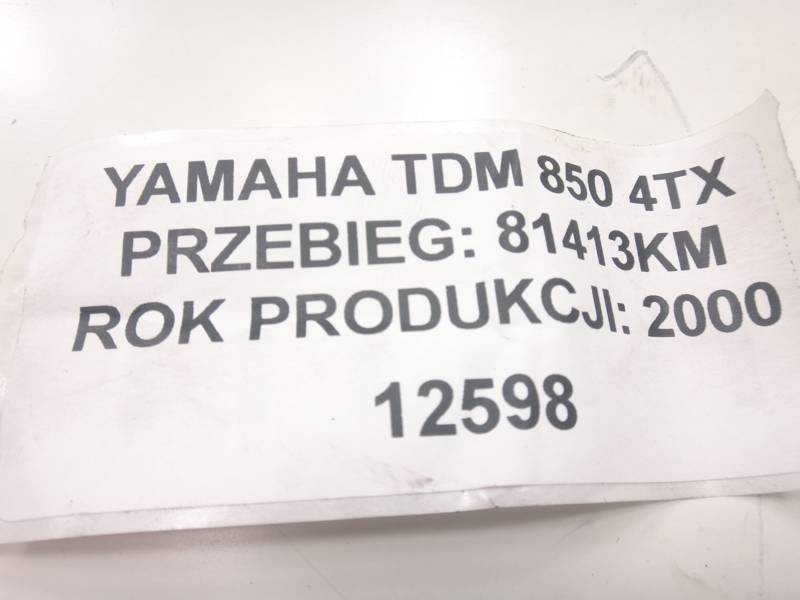 YAMAHA TDM 850 4TX
PRZEBIEG: 81413KM
ROK PRODUKCJI: 2000
12598